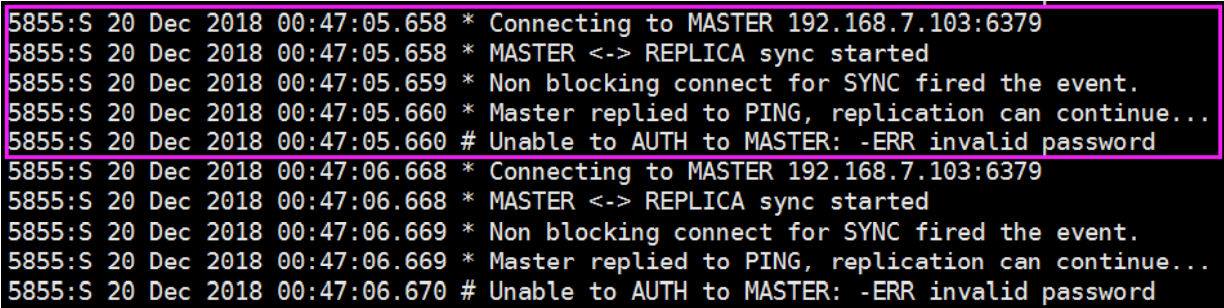 5855:S 20 Dec 2018 00:47:05.658 * Connecting to MASTER 192.168.7.103:6379
5855:S 20 Dec 2018 00:47:05.658 * MASTER <-> REPLICA sync started
5855:S 20 Dec 2018 00:47:05.659 * Non blocking connect for SYNC fired the event.
5855:S 20 Dec 2018 00:47:05.660 * Master replied to PING, replication can continue...
5855:S 20 Dec 2018 00:47:05.660 # Unable to AUTH to MASTER: -ERR invalid password
5855:S 20 Dec 2018 00:47:06.668 * Connecting to MASTER 192.168.7.103:6379
5855:S 20 Dec 2018 00:47:06.668 * MASTER <-> REPLICA sync started
5855:S 20 Dec 2018 00:47:06.669 * Non blocking connect for SYNC fired the event.
5855:S 20 Dec 2018 00:47:06.669 * Master replied to PING, replication can continue...
5855:S 20 Dec 2018 00:47:06.670 # Unable to AUTH to MASTER: -ERR invalid password